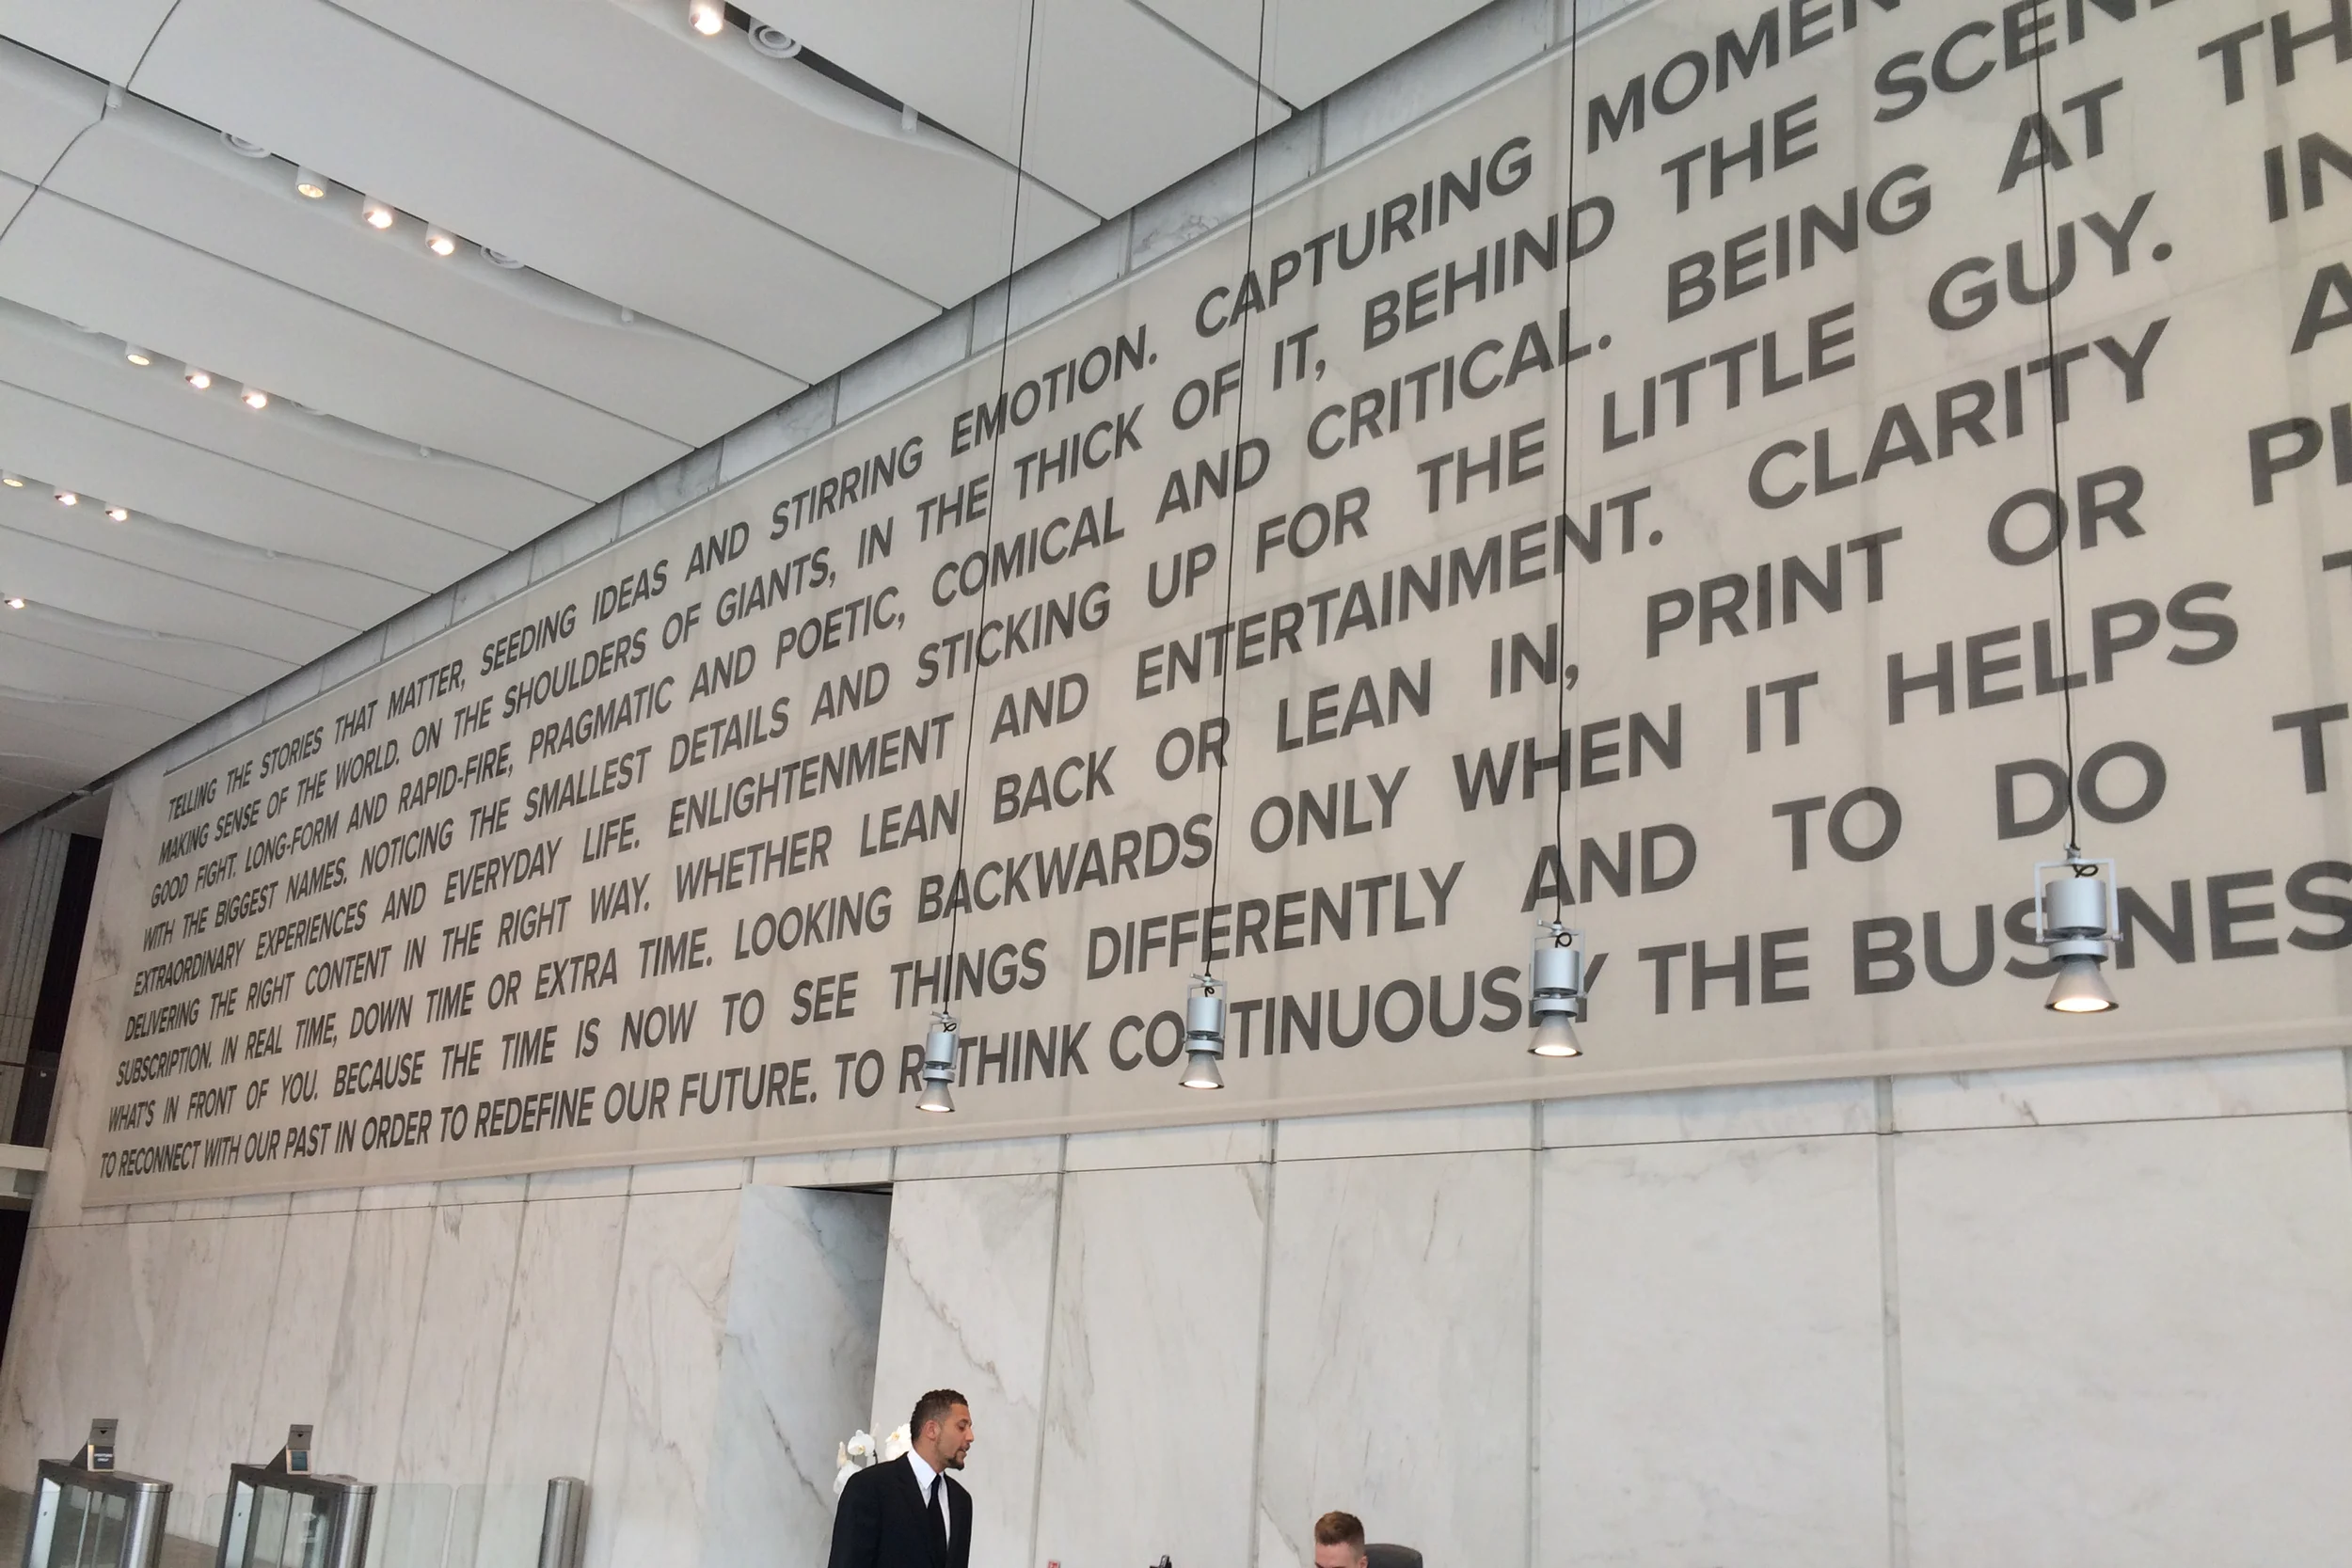 TELLING THE STORIES THAT MATTER, SEEDING IDEAS AND STIRRING EMOTION. CAPTURING
MAKING SENSE OF THE WORLD. ON THE SHOULDERS OF GIANTS, IN THE THICK OF IT, BEHIND THE
GOOD FIGHT. LONG-FORM AND RAPID-FIRE, PRAGMATIC AND POETIC, COMICAL AND CRITICAL. BEING AT
WITH THE BIGGEST NAMES. NOTICING THE SMALLEST DETAILS AND STICKING UP FOR THE LITTLE GUY.
EXTRAORDINARY EXPERIENCES AND EVERYDAY LIFE. ENLIGHTENMENT AND ENTERTAINMENT. CLARITY
DELIVERING THE RIGHT CONTENT IN THE RIGHT WAY. WHETHER LEAN BACK OR LEAN IN, PRINT OR
SUBSCRIPTION. IN REAL TIME, DOWN TIME OR EXTRA TIME. LOOKING BACKWARDS ONLY WHEN IT HELPS
WHAT'S IN FRONT OF YOU. BECAUSE THE TIME IS NOW TO SEE THINGS DIFFERENTLY AND TO DO
TO RECONNECT WITH OUR PAST IN ORDER TO REDEFINE OUR FUTURE. TO RETHINK CONTINUOUSLY THE BUSINES